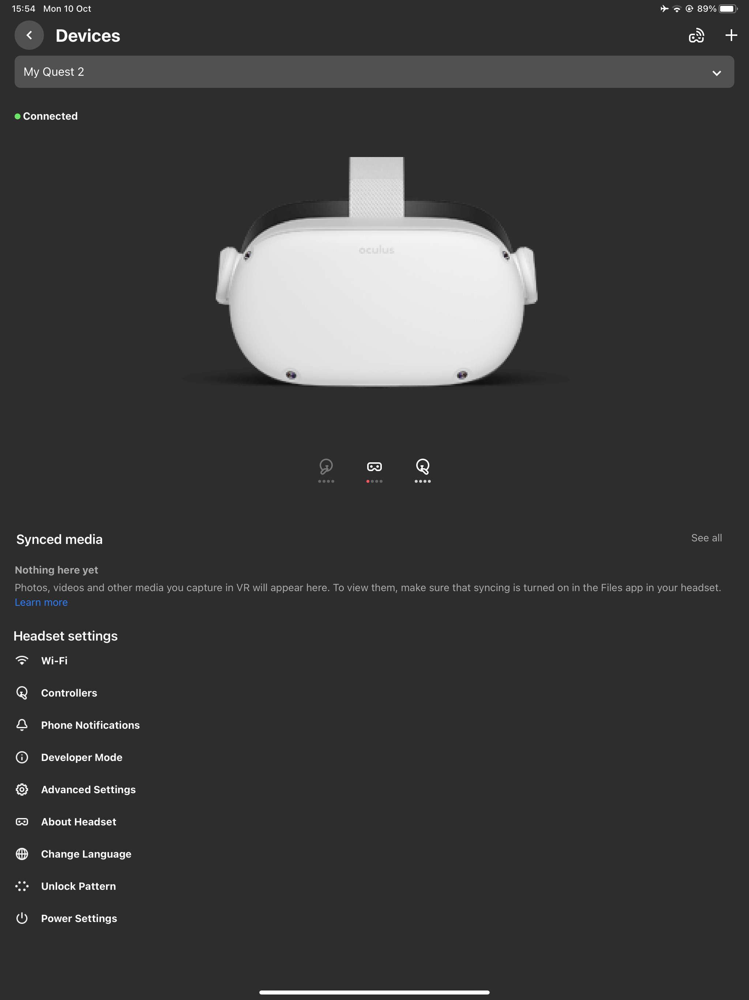 15:54 Mon 10 Oct 89%
Devices
My Quest 2
Connected
oculus
Synced media See all
Nothing here yet
Photos, videos and other media you capture in VR will appear here. To view them, make sure that syncing is turned on in the Files app in your headset.
Learn more
Headset settings
Wi-Fi
Controllers
Phone Notifications
Developer Mode
Advanced Settings
About Headset
Change Language
Unlock Pattern
Power Settings